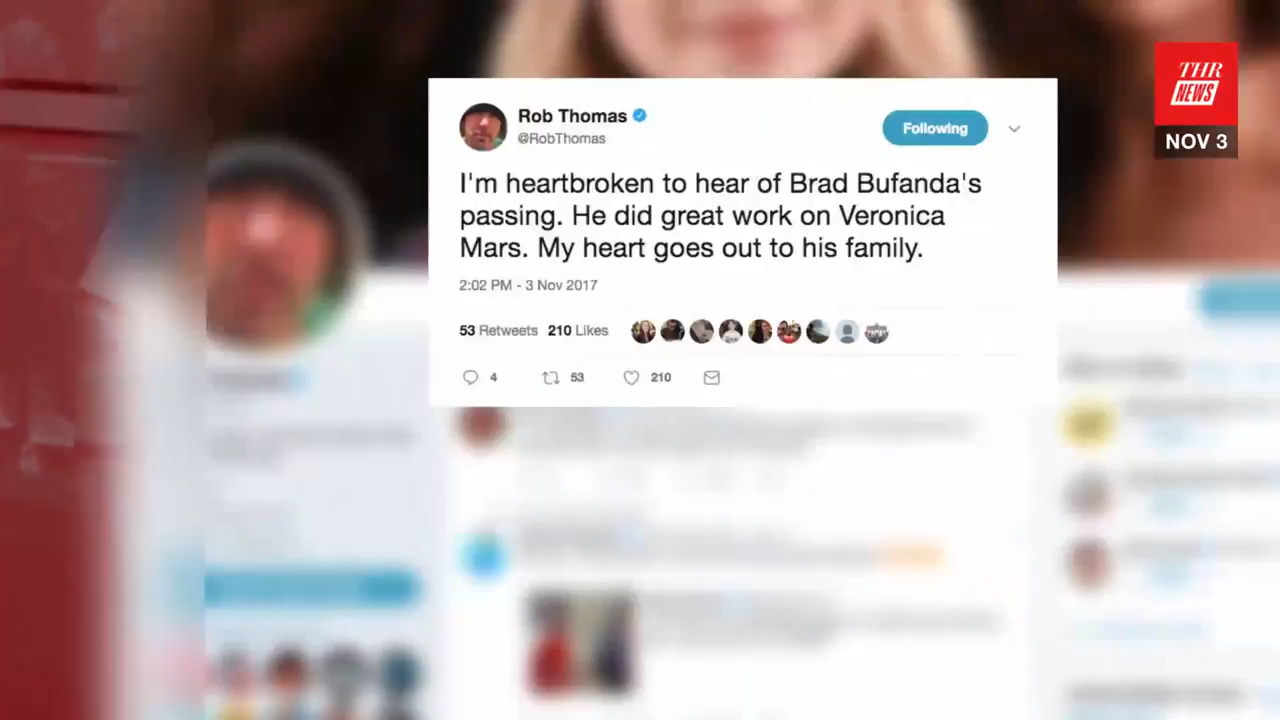 THR
NEWS
NOV 3
Rob Thomas
@RobThomas
Following
I'm heartbroken to hear of Brad Bufanda's
passing. He did great work on Veronica
Mars. My heart goes out to his family.
2:02 PM - 3 Nov 2017
53 Retweets 210 Likes
4 53 210